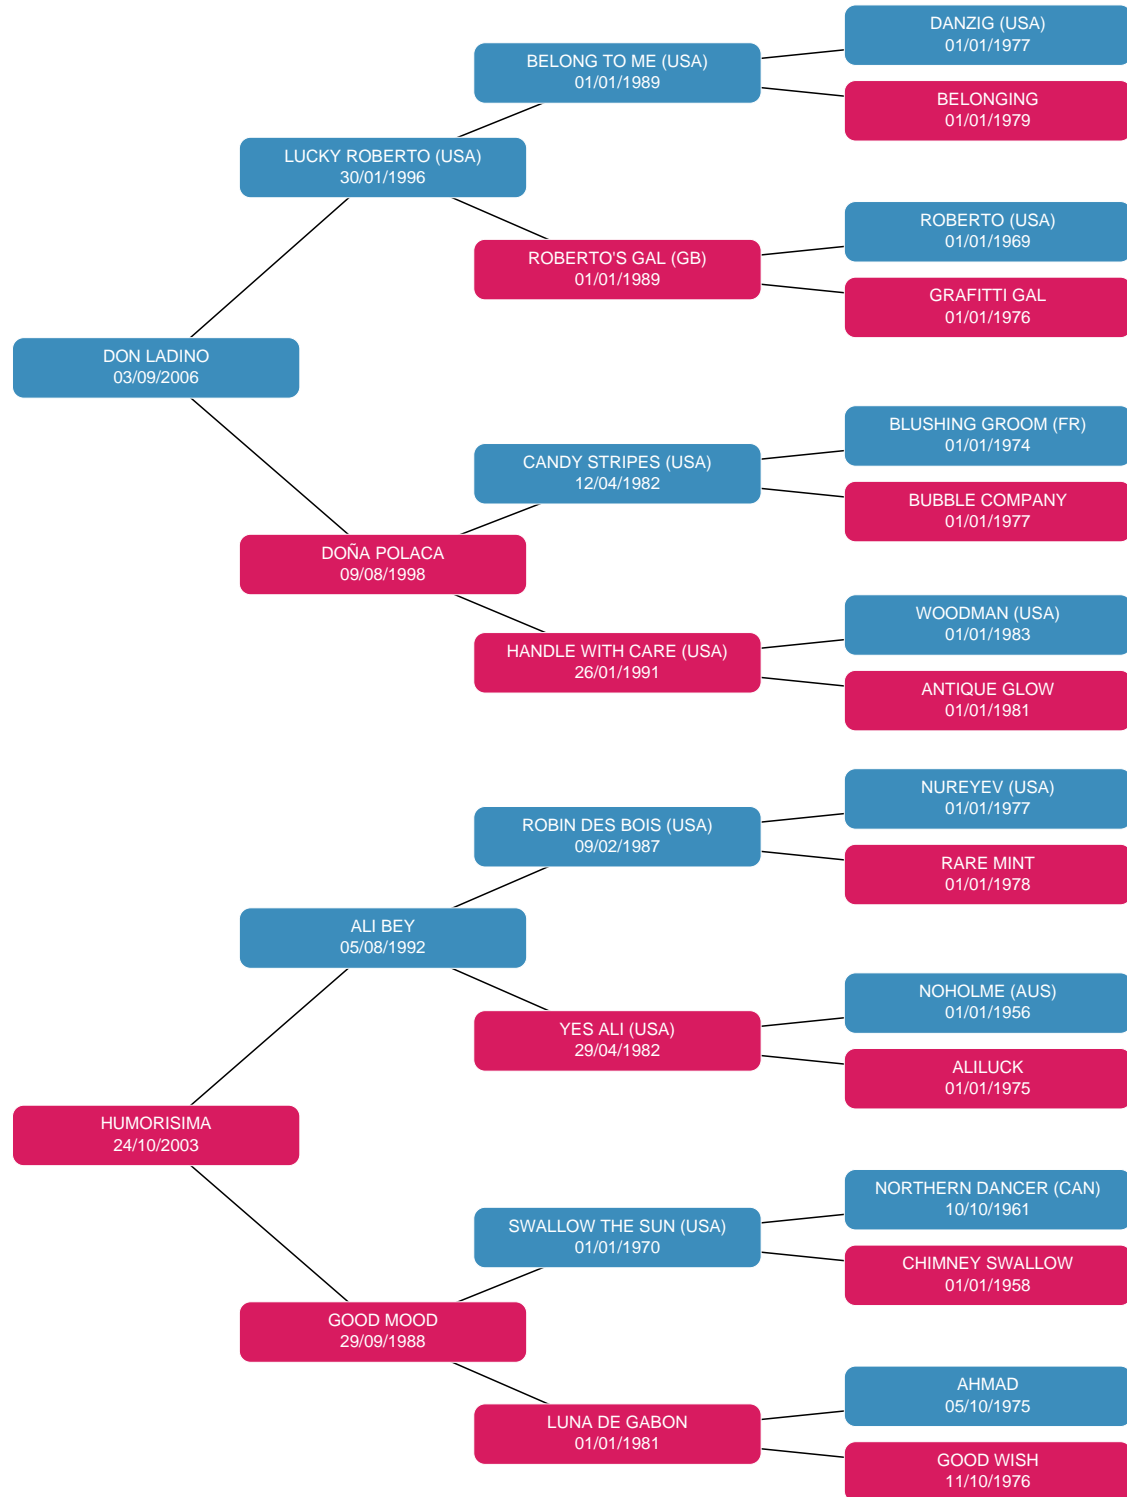 DANZIG (USA)
01/01/1977
BELONG TO ME (USA)
01/01/1989
BELONGING
01/01/1979
LUCKY ROBERTO (USA)
30/01/1996
ROBERTO (USA)
01/01/1969
ROBERTO'S GAL (GB)
01/01/1989
GRAFITTI GAL
01/01/1976
DON LADINO
03/09/2006
BLUSHING GROOM (FR)
01/01/1974
CANDY STRIPES (USA)
12/04/1982
BUBBLE COMPANY
01/01/1977
DOÑA POLACA
09/08/1998
WOODMAN (USA)
01/01/1983
HANDLE WITH CARE (USA)
26/01/1991
ANTIQUE GLOW
01/01/1981
NUREYEV (USA)
01/01/1977
ROBIN DES BOIS (USA)
09/02/1987
RARE MINT
01/01/1978
ALI BEY
05/08/1992
NOHOLME (AUS)
01/01/1956
YES ALI (USA)
29/04/1982
ALILUCK
01/01/1975
HUMORISIMA
24/10/2003
NORTHERN DANCER (CAN)
10/10/1961
SWALLOW THE SUN (USA)
01/01/1970
CHIMNEY SWALLOW
01/01/1958
GOOD MOOD
29/09/1988
AHMAD
05/10/1975
LUNA DE GABON
01/01/1981
GOOD WISH
11/10/1976